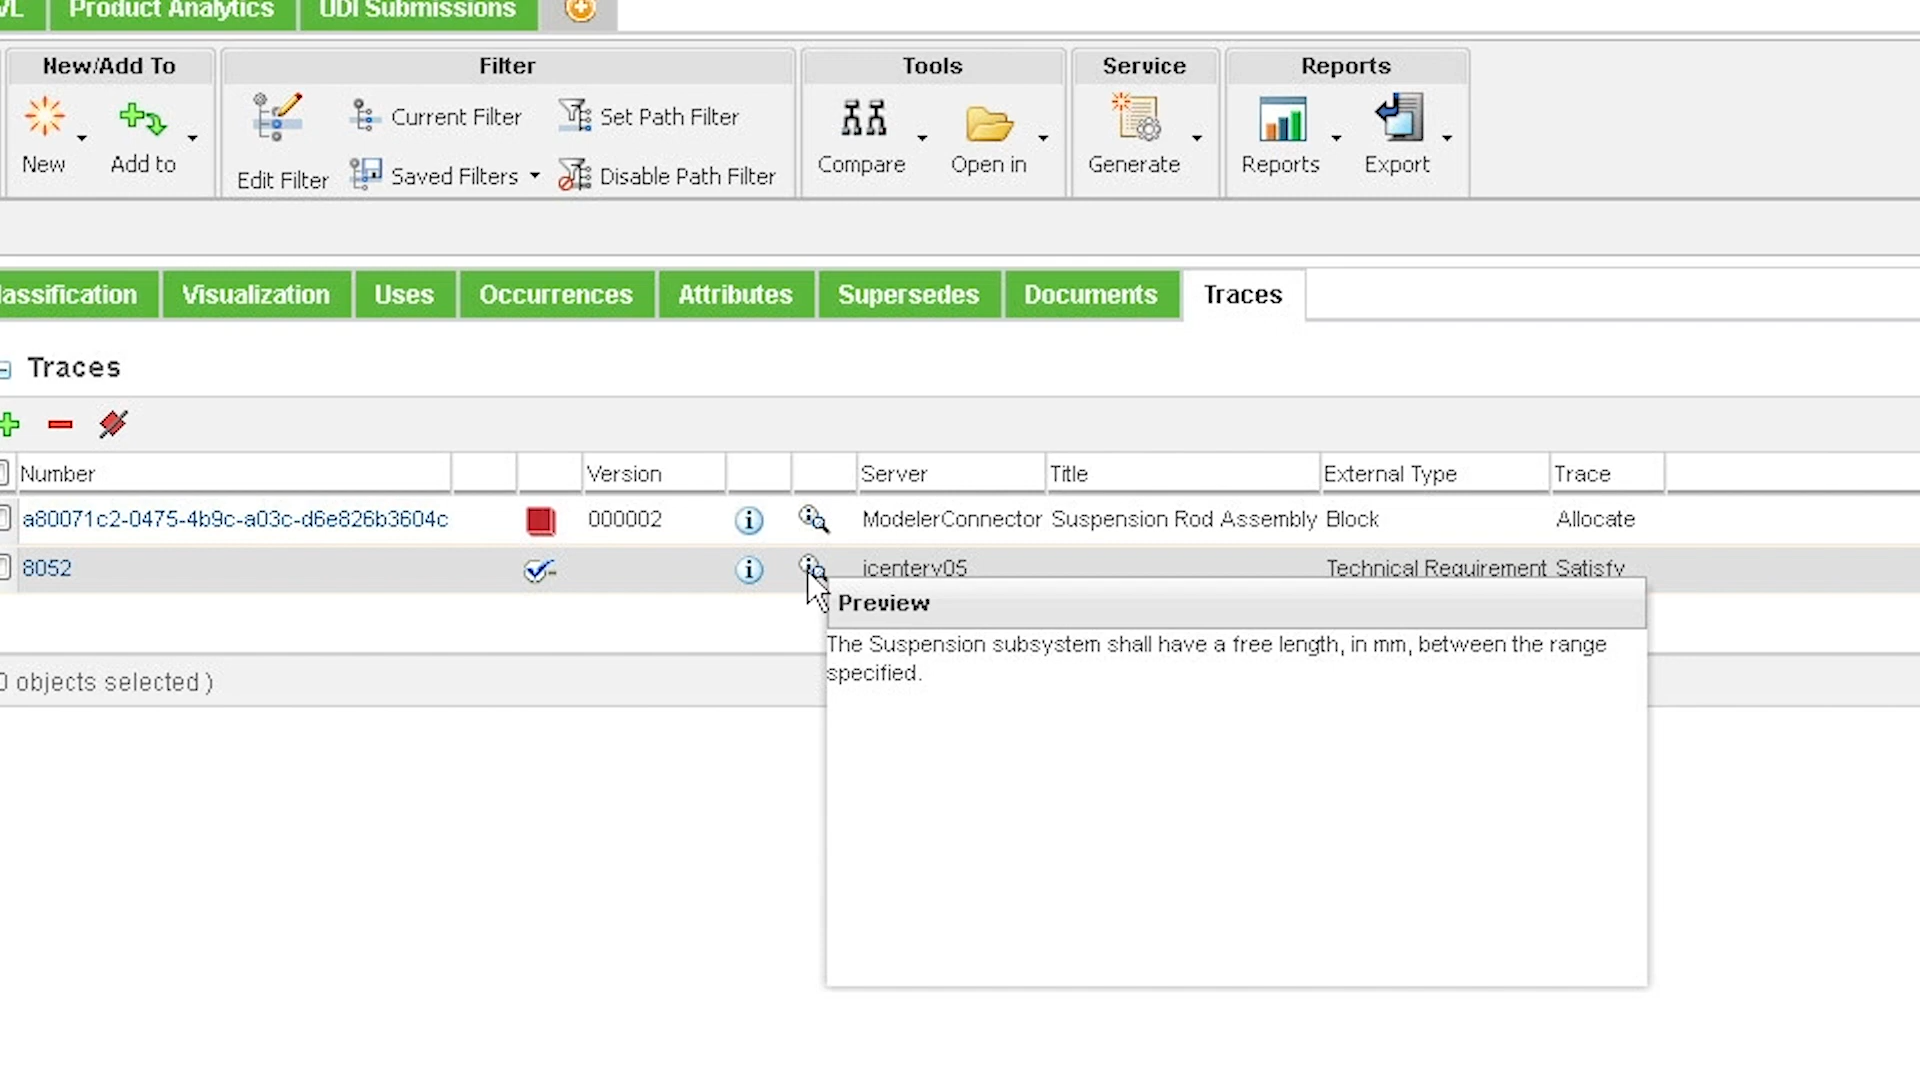 VL Product Analytics UDI Submissions
New/Add To Filter Tools Service Reports
New Add to Edit Filter Current Filter Set Path Filter Compare Open in Generate Reports Export
Saved Filters Disable Path Filter
lassification Visualization Uses Occurrences Attributes Supersedes Documents Traces
Traces
Number Version Server Title External Type Trace
a80071c2-0475-4b9c-a03c-d6e826b3604c 000002 ModelerConnector Suspension Rod Assembly Block Allocate
8052 icenterv05 Technical Requirement Satisfy
Preview
The Suspension subsystem shall have a free length, in mm, between the range
specified.
0 objects selected )